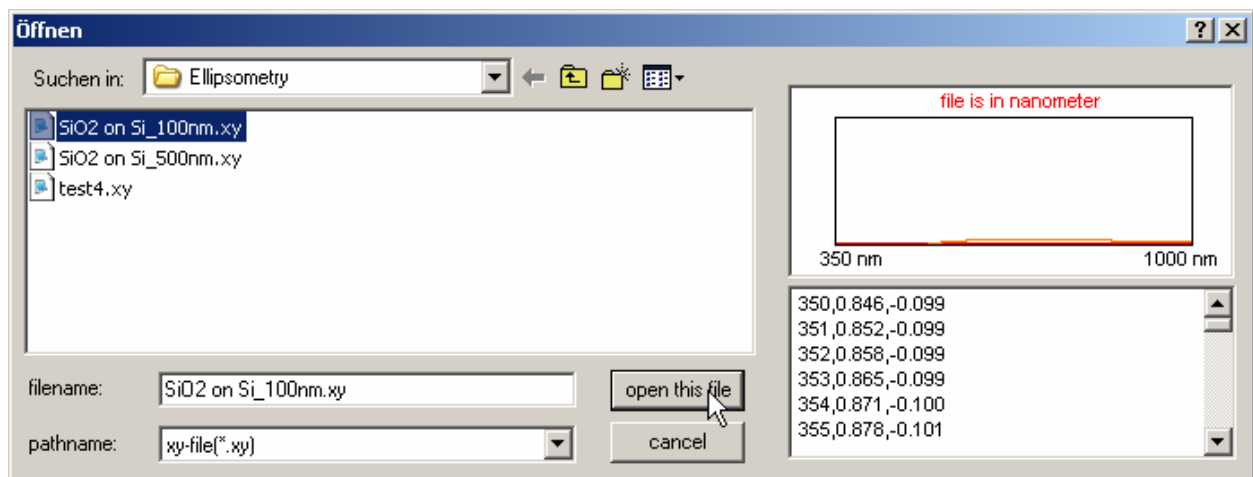 Öffnen
Suchen in: Ellipsometry
SiO2 on Si_100nm.xy
SiO2 on Si_500nm.xy
test4.xy
filename: SiO2 on Si_100nm.xy open this file
pathname: xy-file(*.xy) cancel
file is in nanometer
350 nm 1000 nm
350,0.846,-0.099
351,0.852,-0.099
352,0.858,-0.099
353,0.865,-0.099
354,0.871,-0.100
355,0.878,-0.101